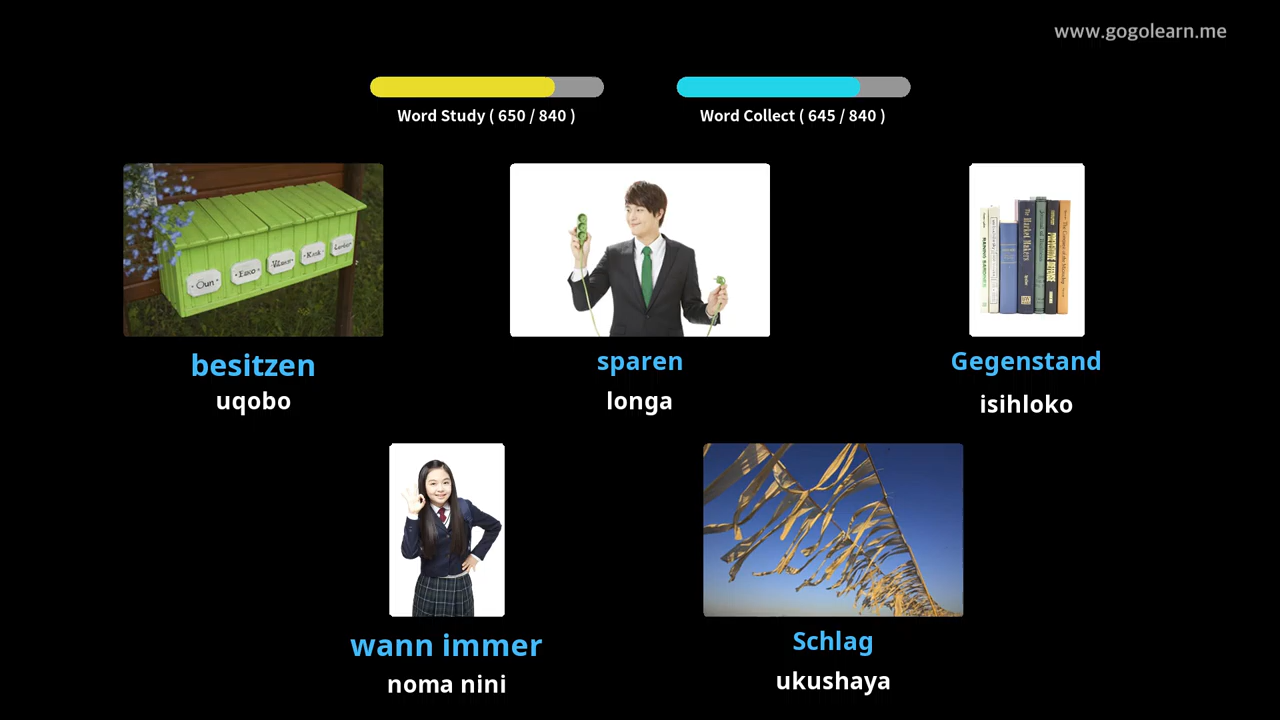 www.gogolearn.me
Word Study ( 650 / 840 )
Word Collect ( 645 / 840 )
besitzen
uqobo
sparen
longa
Gegenstand
isihloko
wann immer
noma nini
Schlag
ukushaya